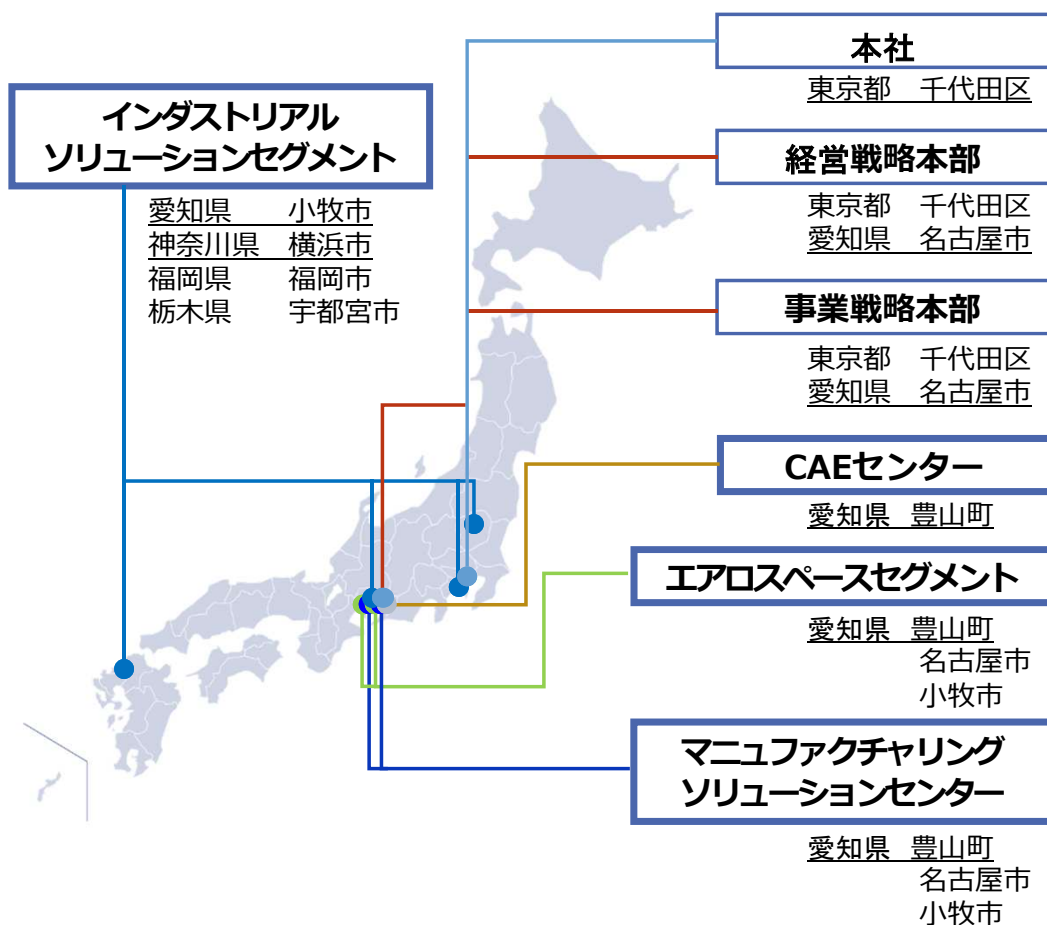 本社
東京都 千代田区
インダストリアル
ソリューションセグメント
愛知県 小牧市
神奈川県 横浜市
福岡県 福岡市
栃木県 宇都宮市
経営戦略本部
東京都 千代田区
愛知県 名古屋市
事業戦略本部
東京都 千代田区
愛知県 名古屋市
CAEセンター
愛知県 豊山町
エアロスペースセグメント
愛知県 豊山町
名古屋市
小牧市
マニュファクチャリング
ソリューションセンター
愛知県 豊山町
名古屋市
小牧市